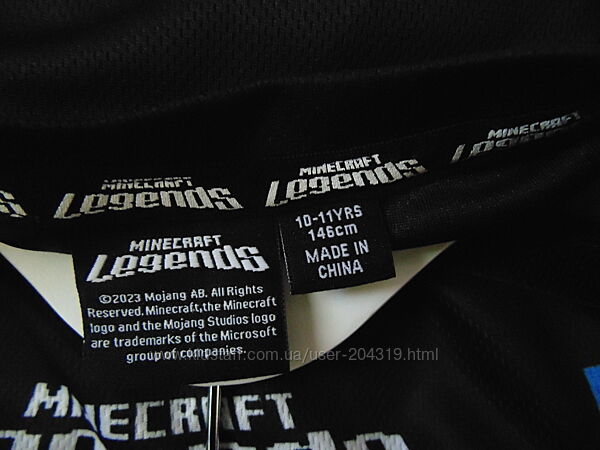 MINECRAFT
MINECRAFT
Legends
MINECRAFT
Legends
MINECRAFT
Legends
10-11YRS
146cm
MADE IN
CHINA
MINECRAFT
Legends
©2023 Mojang AB. All Rights
Reserved. Minecraft,the Minecraft
logo and the Mojang Studios logo
are trademarks of the Microsoft
group of companies.
MINECRAFT